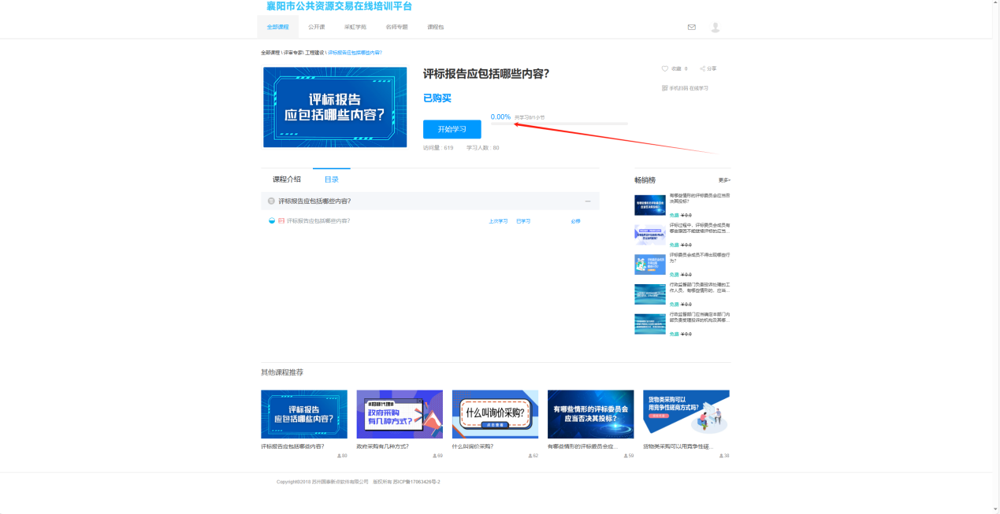 襄阳市公共资源交易在线培训平台
全部课程 公开课 采虹学苑 名师专题 课程包
全部课程 \ 评审专家\ 工程建设 \ 评标报告应包括哪些内容?
评标报告
应包括哪些内容?
评标报告应包括哪些内容?
已购买
0.00% 共学习0/1小节
开始学习
访问量 : 619 学习人数 : 80
收藏 0 分享
手机扫码 在线学习
课程介绍 目录
评标报告应包括哪些内容?
评标报告应包括哪些内容?
上次学习 已学习 必修
畅销榜 更多>
有哪些情形的评标委员会应当否
决其投标?
免费 ¥0.0
评标过程中,评标委员会成员有
哪些原因不能继续评标的应当...
免费 ¥0.0
评标委员会成员不得出现哪些行
为?
免费 ¥0.0
行政监督部门负责投诉处理的工
作人员,有哪些情形的,应当...
免费 ¥0.0
行政监督部门应当确定本部门内
部负责受理投诉的机构及其哪...
免费 ¥0.0
其他课程推荐
评标报告
应包括哪些内容?
评标报告应包括哪些内容?
80
#招标代理#
政府采购
有几种方式?
政府采购有几种方式?
69
什么叫询价采购?
点击查看
什么叫询价采购?
62
有哪些情形的评标委员会
应当否决其投标?
有哪些情形的评标委员会应...
59
货物类采购可以
用竞争性磋商方式吗?
货物类采购可以用竞争性磋...
38
Copyright©2018 苏州国泰新点软件有限公司 版权所有 苏ICP备17063426号-2